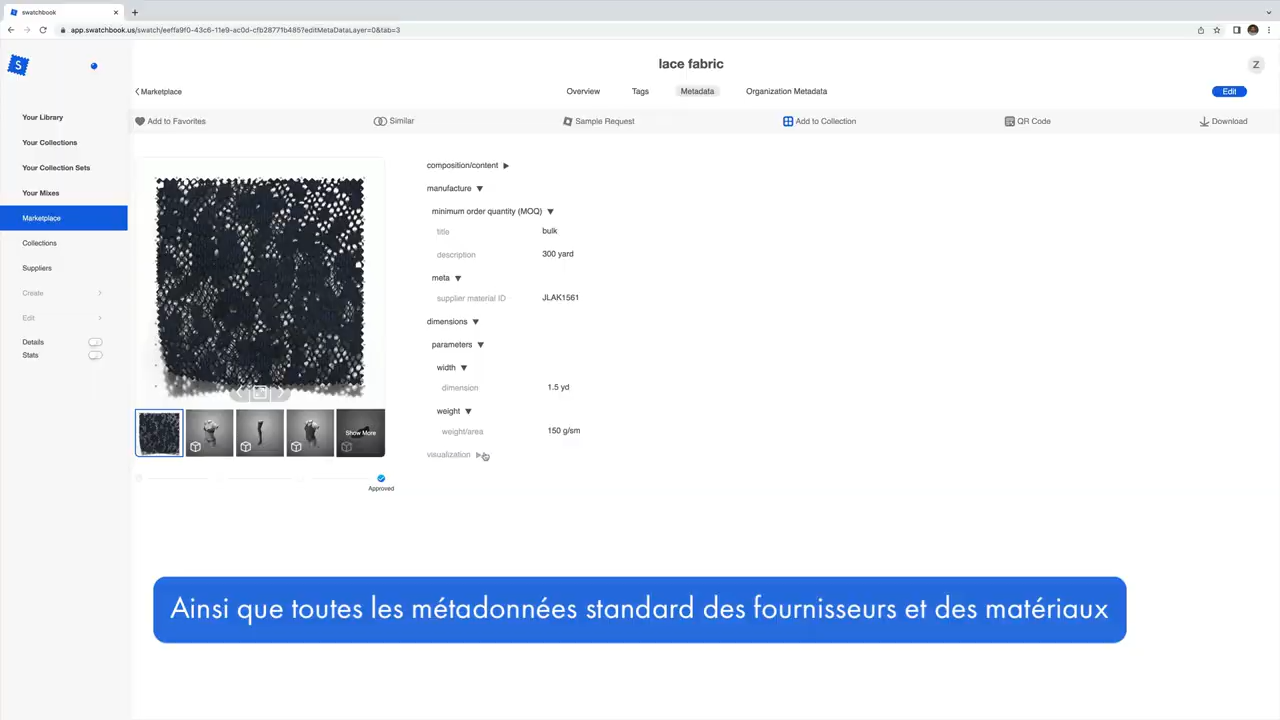 swatchbook
app.swatchbook.us/swatch/eeffa9f0-43c6-11e9-ac0d-cfb28771b485?editMetaDataLayer=0&tab=3
S
lace fabric
Z
Marketplace
Overview
Tags
Metadata
Organization Metadata
Edit
Add to Favorites
Similar
Sample Request
Add to Collection
QR Code
Download
Your Library
Your Collections
Your Collection Sets
Your Mixes
Marketplace
Collections
Suppliers
Create
Edit
Details
Stats
Show More
Approved
composition/content
manufacture
minimum order quantity (MOQ)
title bulk
description 300 yard
meta
supplier material ID JLAK1561
dimensions
parameters
width
dimension 1.5 yd
weight
weight/area 150 g/sm
visualization
Ainsi que toutes les métadonnées standard des fournisseurs et des matériaux